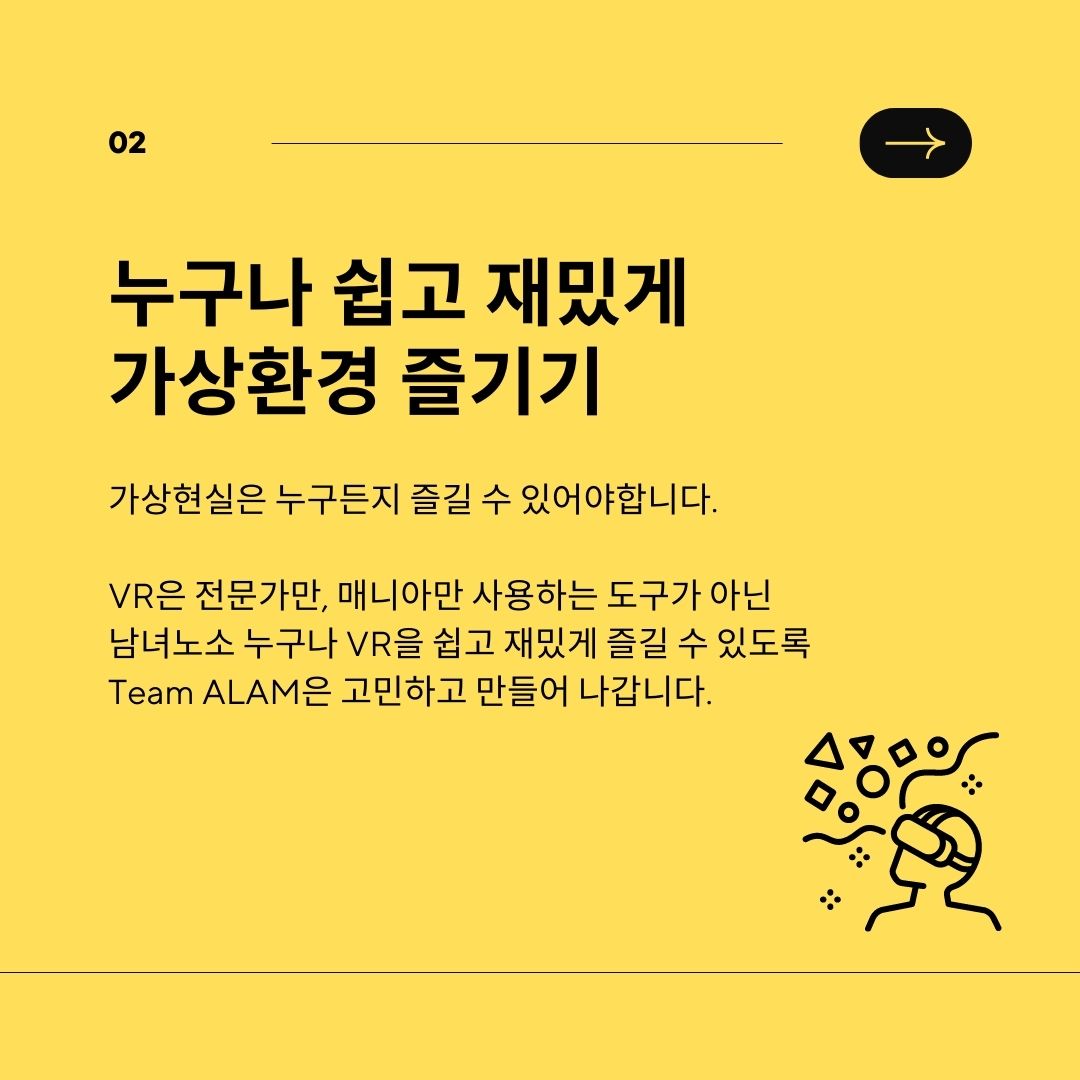 02
누구나 쉽고 재밌게
가상환경 즐기기
가상현실은 누구든지 즐길 수 있어야합니다.
VR은 전문가만, 매니아만 사용하는 도구가 아닌
남녀노소 누구나 VR을 쉽고 재밌게 즐길 수 있도록
Team ALAM은 고민하고 만들어 나갑니다.